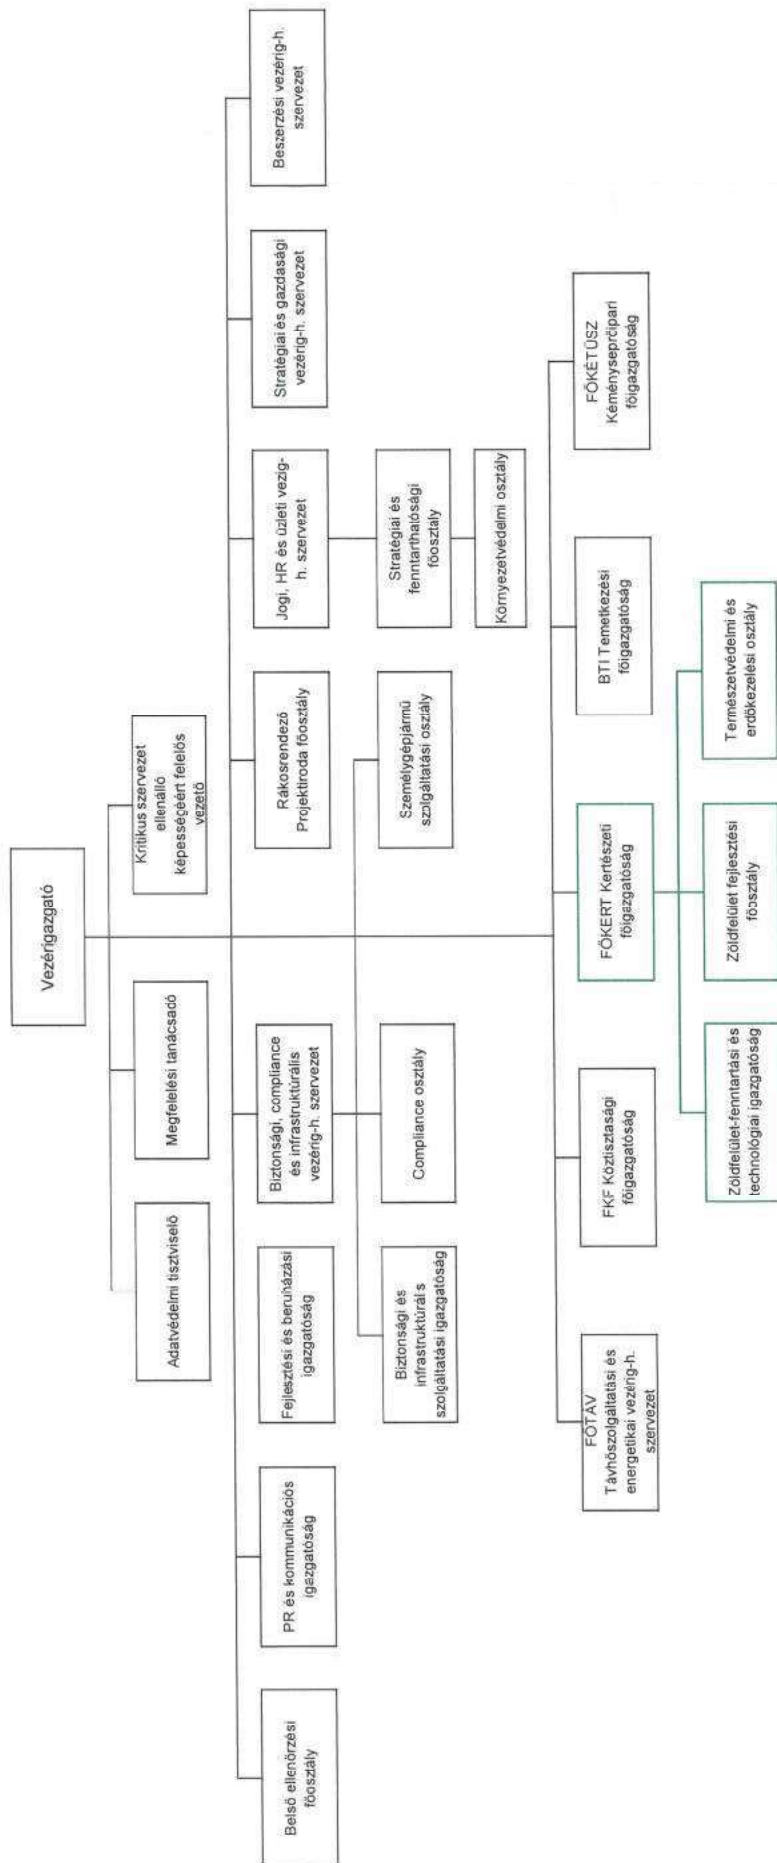 Vezérigazgató
Adatvédelmi tisztviselő
Megfelelési tanácsadó
Kritikus szervezet
ellenálló
képességéért felelős
vezető
Belső ellenőrzési
főosztály
PR és kommunikációs
igazgatóság
Fejlesztési és beruházási
igazgatóság
Biztonsági, compliance
és infrastruktúrális
vezérig-h. szervezet
Rákosrendező
Projektiroda főosztály
Jogi, HR és üzleti vezig-
h. szervezet
Stratégiai és gazdasági
vezérig-h. szervezet
Beszerzési vezérig-h.
szervezet
Biztonsági és
infrastruktúrális
szolgáltatási igazgatóság
Compliance osztály
Személygépjármű
szolgáltatási osztály
Stratégiai és
fenntarthatósági
főosztály
Környezetvédelmi osztály
FŐTÁV
Távhőszolgáltatási és
energetikai vezérig-h.
szervezet
FKF Köztisztasági
főigazgatóság
FŐKERT Kertészeti
főigazgatóság
BTI Temetkezési
főigazgatóság
FŐKÉTÜSZ
Kéményseprőipari
főigazgatóság
Zöldfelület-fenntartási és
technológiai igazgatóság
Zöldfelület fejlesztési
főosztály
Természetvédelmi és
erdőkezelési osztály